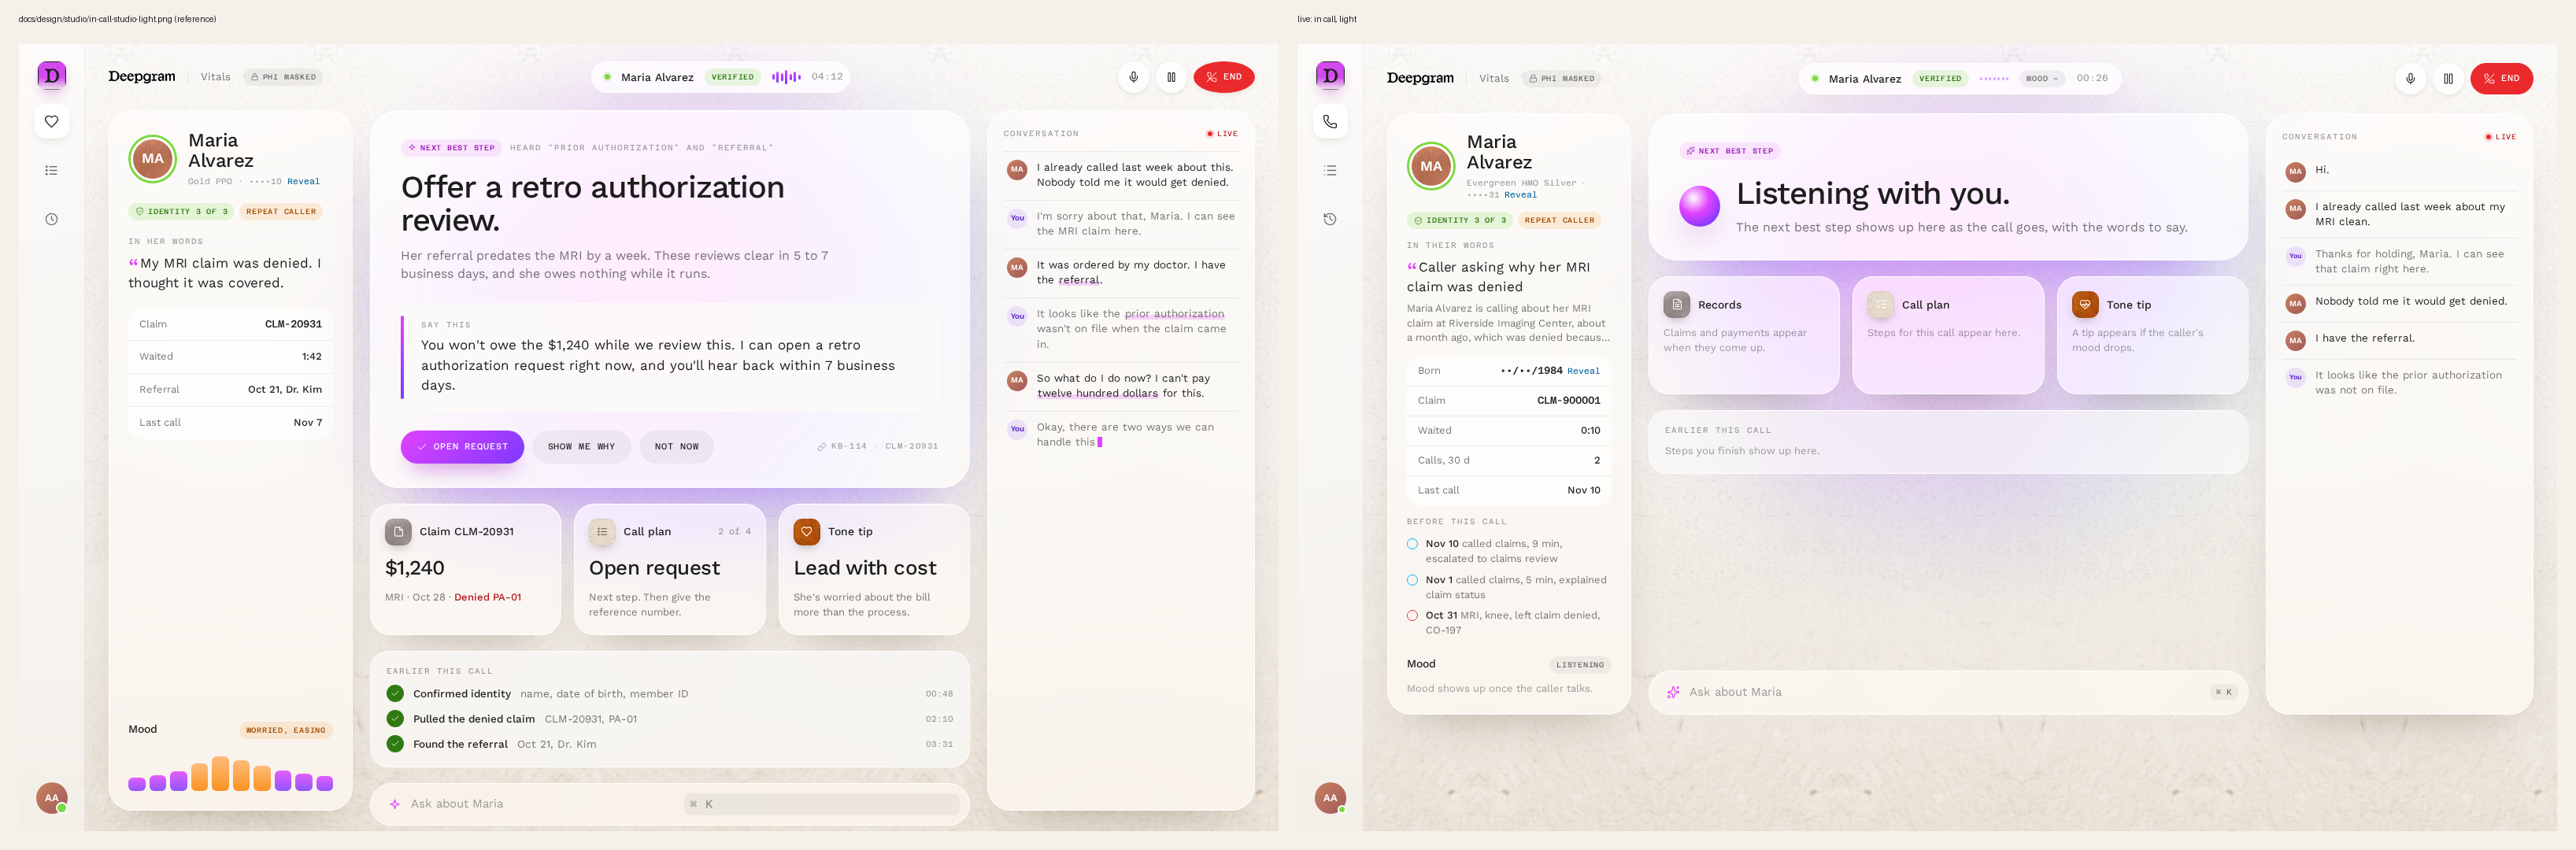 docs/design/studio/in-call-studio-light.png (reference)
D
Deepgram
Vitals
PHI MASKED
Maria Alvarez
VERIFIED
04:12
END
MA
Maria
Alvarez
Gold PPO · ••••10 Reveal
IDENTITY 3 OF 3
REPEAT CALLER
IN HER WORDS
“My MRI claim was denied. I
thought it was covered.
Claim CLM-20931
Waited 1:42
Referral Oct 21, Dr. Kim
Last call Nov 7
Mood
WORRIED, EASING
AA
NEXT BEST STEP
HEARD "PRIOR AUTHORIZATION" AND "REFERRAL"
Offer a retro authorization
review.
Her referral predates the MRI by a week. These reviews clear in 5 to 7
business days, and she owes nothing while it runs.
SAY THIS
You won't owe the $1,240 while we review this. I can open a retro
authorization request right now, and you'll hear back within 7 business
days.
OPEN REQUEST
SHOW ME WHY
NOT NOW
KB-114 · CLM-20931
Claim CLM-20931
$1,240
MRI · Oct 28 · Denied PA-01
Call plan
2 of 4
Open request
Next step. Then give the
reference number.
Tone tip
Lead with cost
She's worried about the bill
more than the process.
EARLIER THIS CALL
Confirmed identity name, date of birth, member ID 00:48
Pulled the denied claim CLM-20931, PA-01 02:10
Found the referral Oct 21, Dr. Kim 03:31
Ask about Maria
⌘ K
CONVERSATION
LIVE
MA
I already called last week about this.
Nobody told me it would get denied.
You
I'm sorry about that, Maria. I can see
the MRI claim here.
MA
It was ordered by my doctor. I have
the referral.
You
It looks like the prior authorization
wasn't on file when the claim came
in.
MA
So what do I do now? I can't pay
twelve hundred dollars for this.
You
Okay, there are two ways we can
handle this
live: in call, light
D
Deepgram
Vitals
PHI MASKED
Maria Alvarez
VERIFIED
MOOD –
00:26
END
MA
Maria
Alvarez
Evergreen HMO Silver ·
••••31 Reveal
IDENTITY 3 OF 3
REPEAT CALLER
IN THEIR WORDS
“Caller asking why her MRI
claim was denied
Maria Alvarez is calling about her MRI
claim at Riverside Imaging Center, about
a month ago, which was denied becaus...
Born ••/••/1984 Reveal
Claim CLM-900001
Waited 0:10
Calls, 30 d 2
Last call Nov 10
BEFORE THIS CALL
Nov 10 called claims, 9 min,
escalated to claims review
Nov 1 called claims, 5 min, explained
claim status
Oct 31 MRI, knee, left claim denied,
CO-197
Mood
LISTENING
Mood shows up once the caller talks.
AA
NEXT BEST STEP
Listening with you.
The next best step shows up here as the call goes, with the words to say.
Records
Claims and payments appear
when they come up.
Call plan
Steps for this call appear here.
Tone tip
A tip appears if the caller's
mood drops.
EARLIER THIS CALL
Steps you finish show up here.
Ask about Maria
⌘ K
CONVERSATION
LIVE
MA
Hi.
MA
I already called last week about my
MRI clean.
You
Thanks for holding, Maria. I can see
that claim right here.
MA
Nobody told me it would get denied.
MA
I have the referral.
You
It looks like the prior authorization
was not on file.